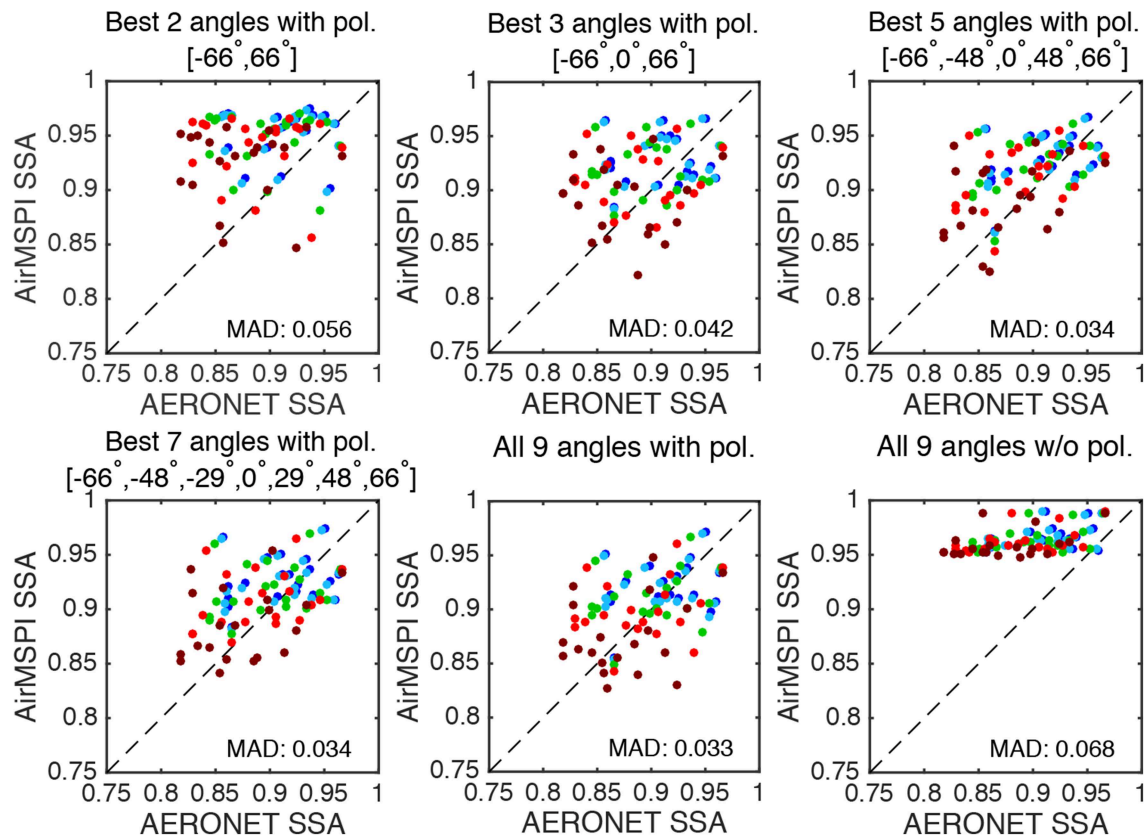 Best 2 angles with pol.
[-66°,66°]
AirMSPI SSA
1
0.95
0.9
0.85
0.8
0.75
MAD: 0.056
0.75 0.8 0.85 0.9 0.95 1
AERONET SSA
Best 3 angles with pol.
[-66°,0°,66°]
AirMSPI SSA
1
0.95
0.9
0.85
0.8
0.75
MAD: 0.042
0.75 0.8 0.85 0.9 0.95 1
AERONET SSA
Best 5 angles with pol.
[-66°,-48°,0°,48°,66°]
AirMSPI SSA
1
0.95
0.9
0.85
0.8
0.75
MAD: 0.034
0.75 0.8 0.85 0.9 0.95 1
AERONET SSA
Best 7 angles with pol.
[-66°,-48°,-29°,0°,29°,48°,66°]
AirMSPI SSA
1
0.95
0.9
0.85
0.8
0.75
MAD: 0.034
0.75 0.8 0.85 0.9 0.95 1
AERONET SSA
All 9 angles with pol.
AirMSPI SSA
1
0.95
0.9
0.85
0.8
0.75
MAD: 0.033
0.75 0.8 0.85 0.9 0.95 1
AERONET SSA
All 9 angles w/o pol.
AirMSPI SSA
1
0.95
0.9
0.85
0.8
0.75
MAD: 0.068
0.75 0.8 0.85 0.9 0.95 1
AERONET SSA